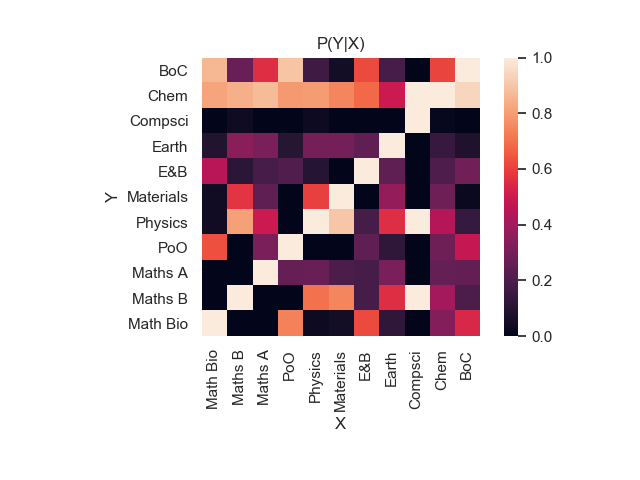 P(Y|X)
BoC
Chem
Compsci
Earth
E&B
Materials
Physics
PoO
Maths A
Maths B
Math Bio
Y
Math Bio
Maths B
Maths A
PoO
Physics
Materials
E&B
Earth
Compsci
Chem
BoC
X
1.0
0.8
0.6
0.4
0.2
0.0